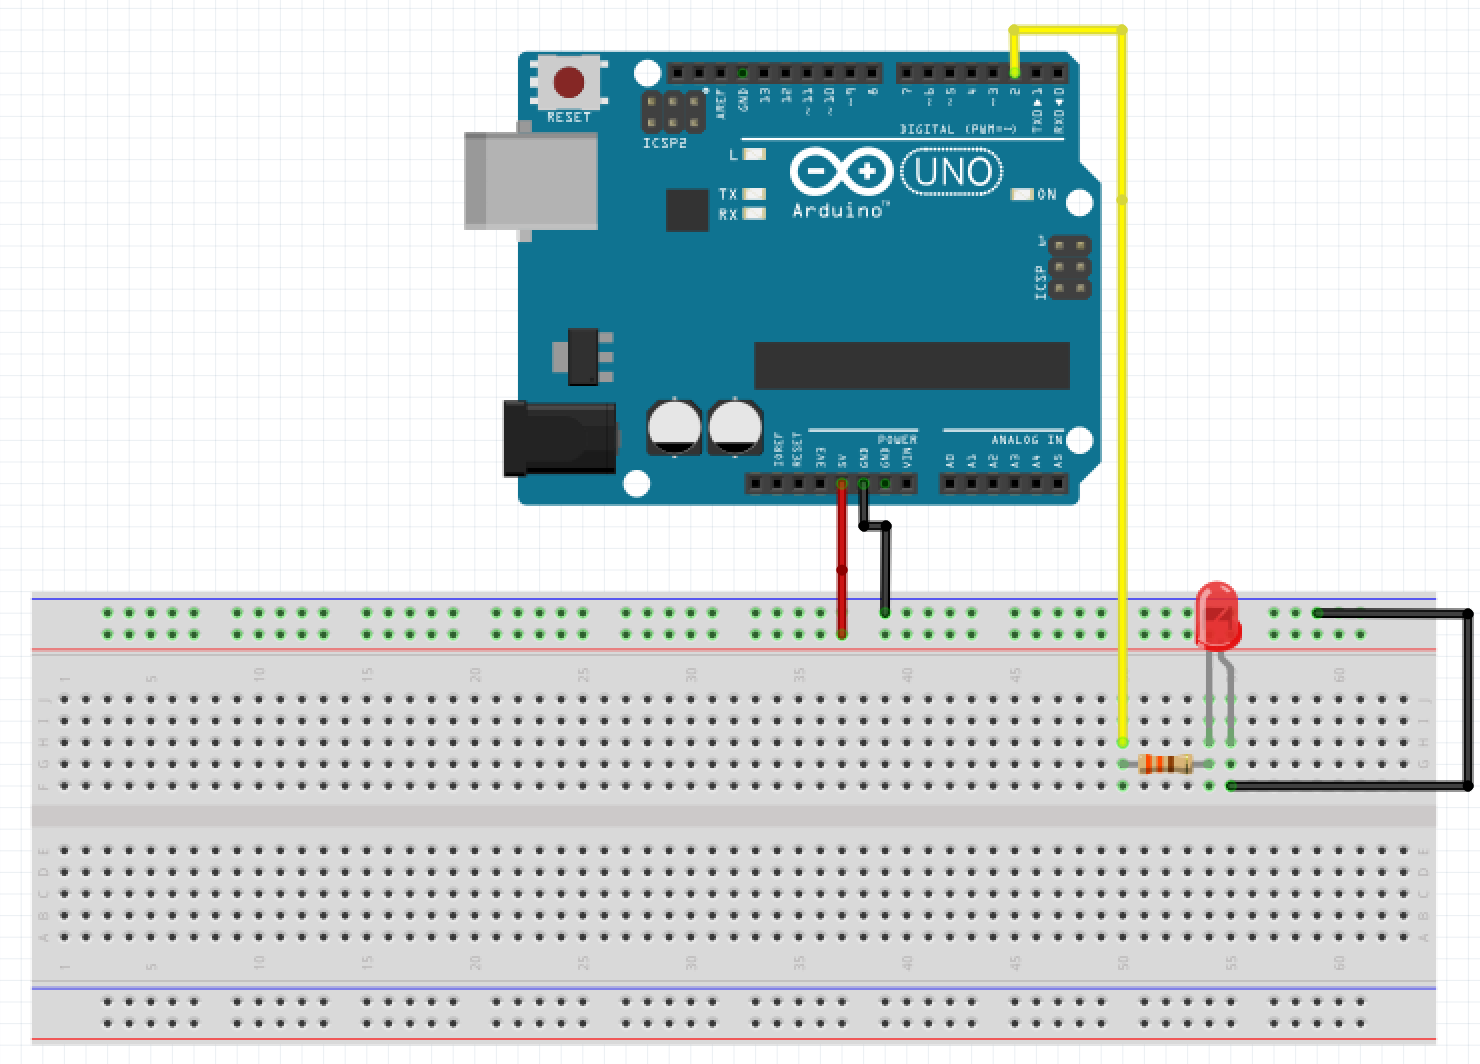 RESET
ICSP2
AREF
GND
13
12
~11
~10
~9
8
7
~6
~5
4
~3
2
TXD▶1
RXD◀0
DIGITAL (PWM=~)
L
TX
RX
UNO
Arduino™
ON
ICSP
1
IOREF
RESET
3V3
5V
GND
GND
VIN
POWER
ANALOG IN
A0
A1
A2
A3
A4
A5
1 5 10 15 20 25 30 35 40 45 50 60
J J
I I
H H
G G
F F
E E
D D
C C
B B
A A
1 5 10 15 20 25 30 35 40 45 50 55 60